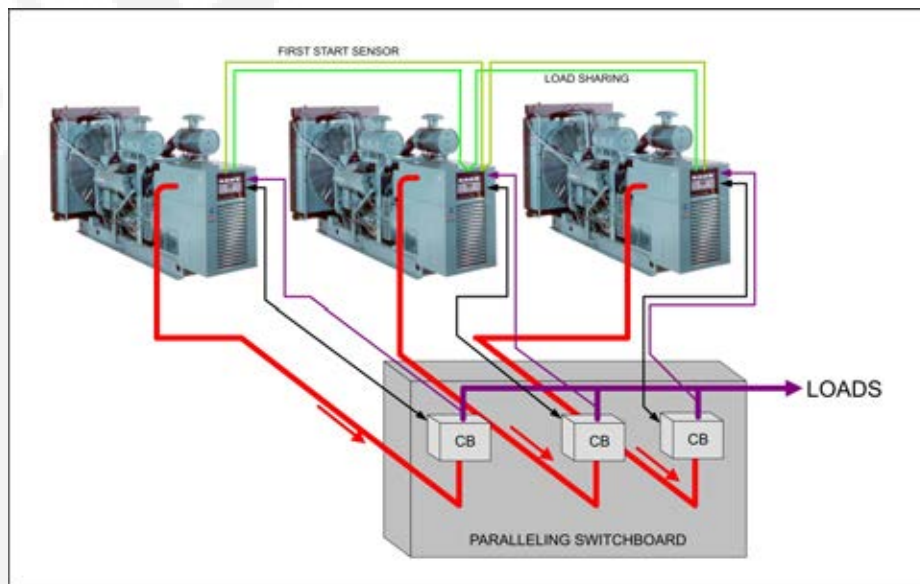 FIRST START SENSOR
LOAD SHARING
LOADS
CB
CB
CB
PARALLELING SWITCHBOARD